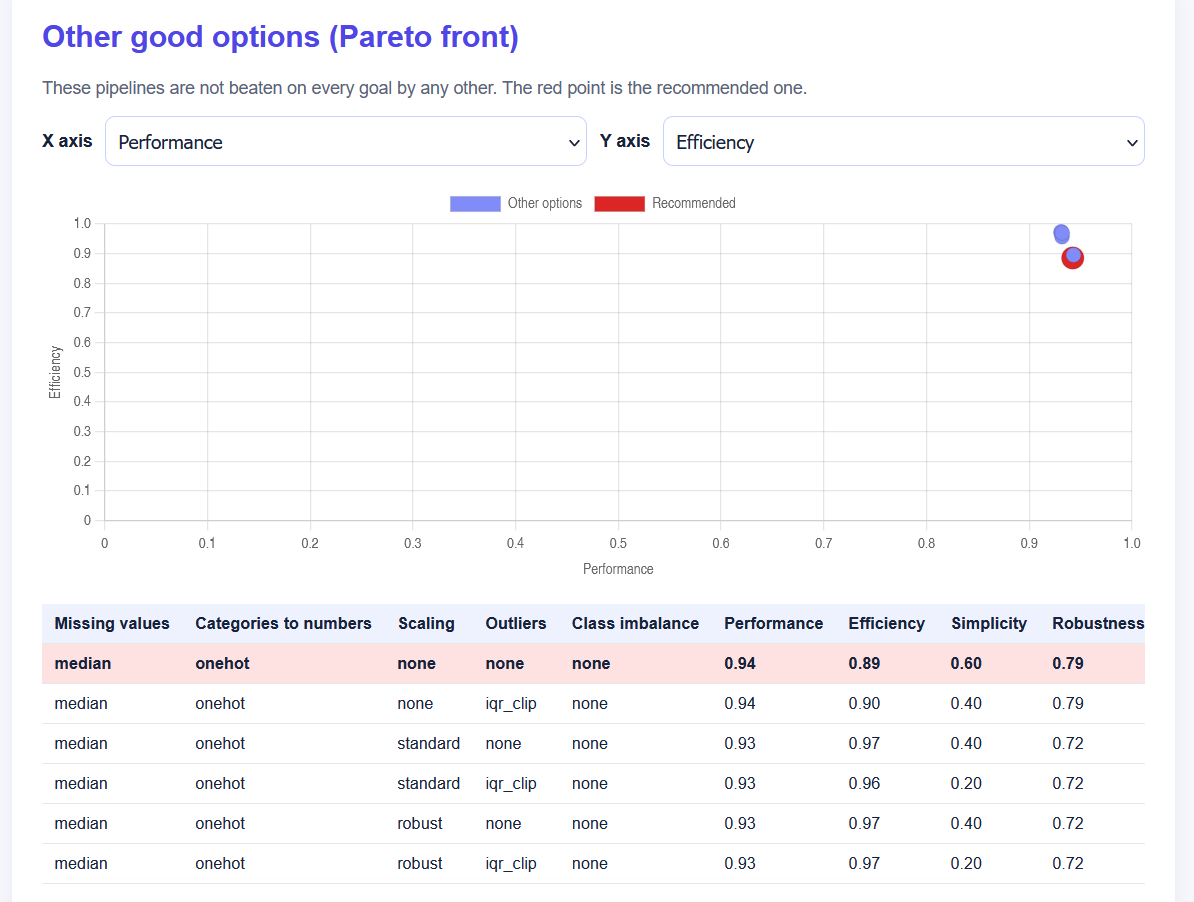 Other good options (Pareto front)
These pipelines are not beaten on every goal by any other. The red point is the recommended one.
X axis Performance Y axis Efficiency
Other options Recommended
1.0
0.9
0.8
0.7
0.6
0.5
0.4
0.3
0.2
0.1
0
Efficiency
0 0.1 0.2 0.3 0.4 0.5 0.6 0.7 0.8 0.9 1.0
Performance
Missing values Categories to numbers Scaling Outliers Class imbalance Performance Efficiency Simplicity Robustness
median onehot none none none 0.94 0.89 0.60 0.79
median onehot none iqr_clip none 0.94 0.90 0.40 0.79
median onehot standard none none 0.93 0.97 0.40 0.72
median onehot standard iqr_clip none 0.93 0.96 0.20 0.72
median onehot robust none none 0.93 0.97 0.40 0.72
median onehot robust iqr_clip none 0.93 0.97 0.20 0.72